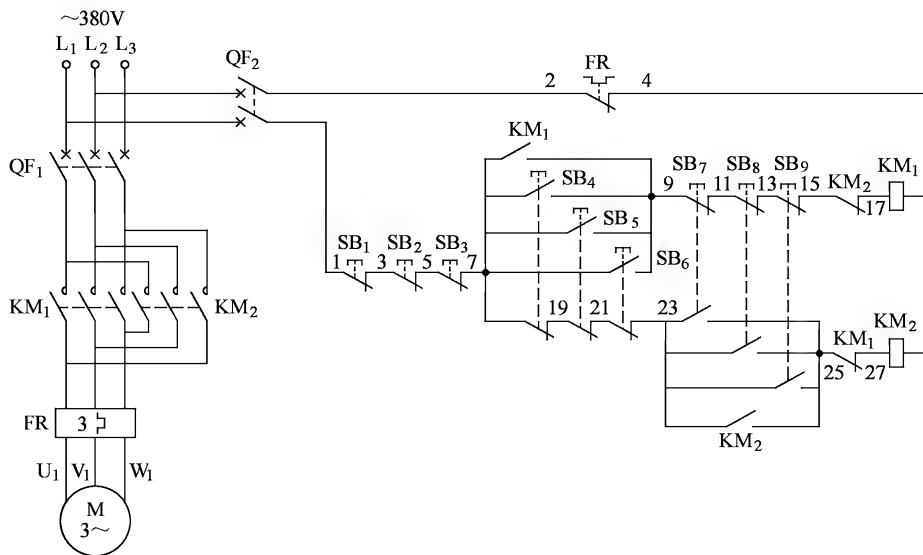 ~380V
L1 L2 L3
QF2
2 FR 4
QF1
KM1
SB4
SB5
SB6
SB7 SB8 SB9
9 11 13 15 KM2 17 KM1
1 SB1 3 SB2 5 SB3 7
KM1 KM2
19 21 23
KM1 KM2
25 27
KM2
FR 3
U1 V1 W1
M
3~